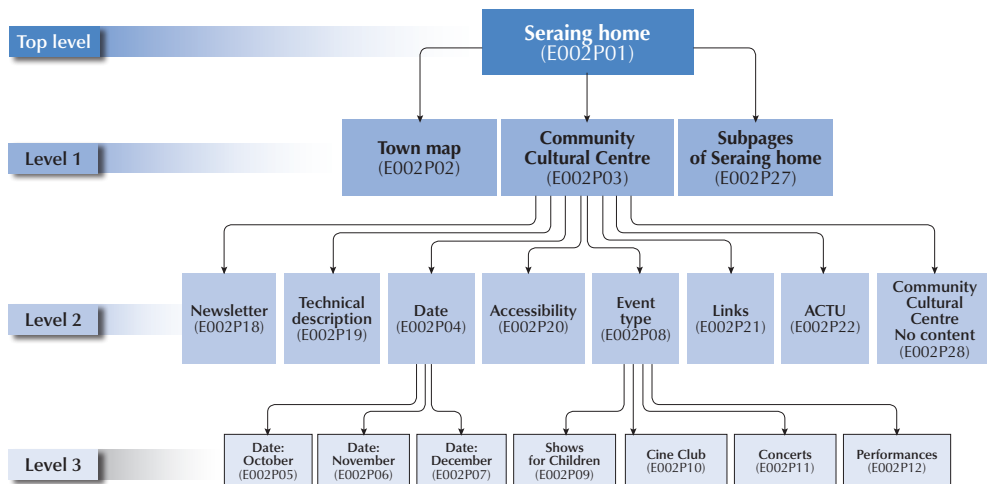 Top level
Seraing home
(E002P01)
Level 1
Town map
(E002P02)
Community
Cultural Centre
(E002P03)
Subpages
of Seraing home
(E002P27)
Level 2
Newsletter
(E002P18)
Technical
description
(E002P19)
Date
(E002P04)
Accessibility
(E002P20)
Event
type
(E002P08)
Links
(E002P21)
ACTU
(E002P22)
Community
Cultural
Centre
No content
(E002P28)
Level 3
Date:
October
(E002P05)
Date:
November
(E002P06)
Date:
December
(E002P07)
Shows
for Children
(E002P09)
Cine Club
(E002P10)
Concerts
(E002P11)
Performances
(E002P12)